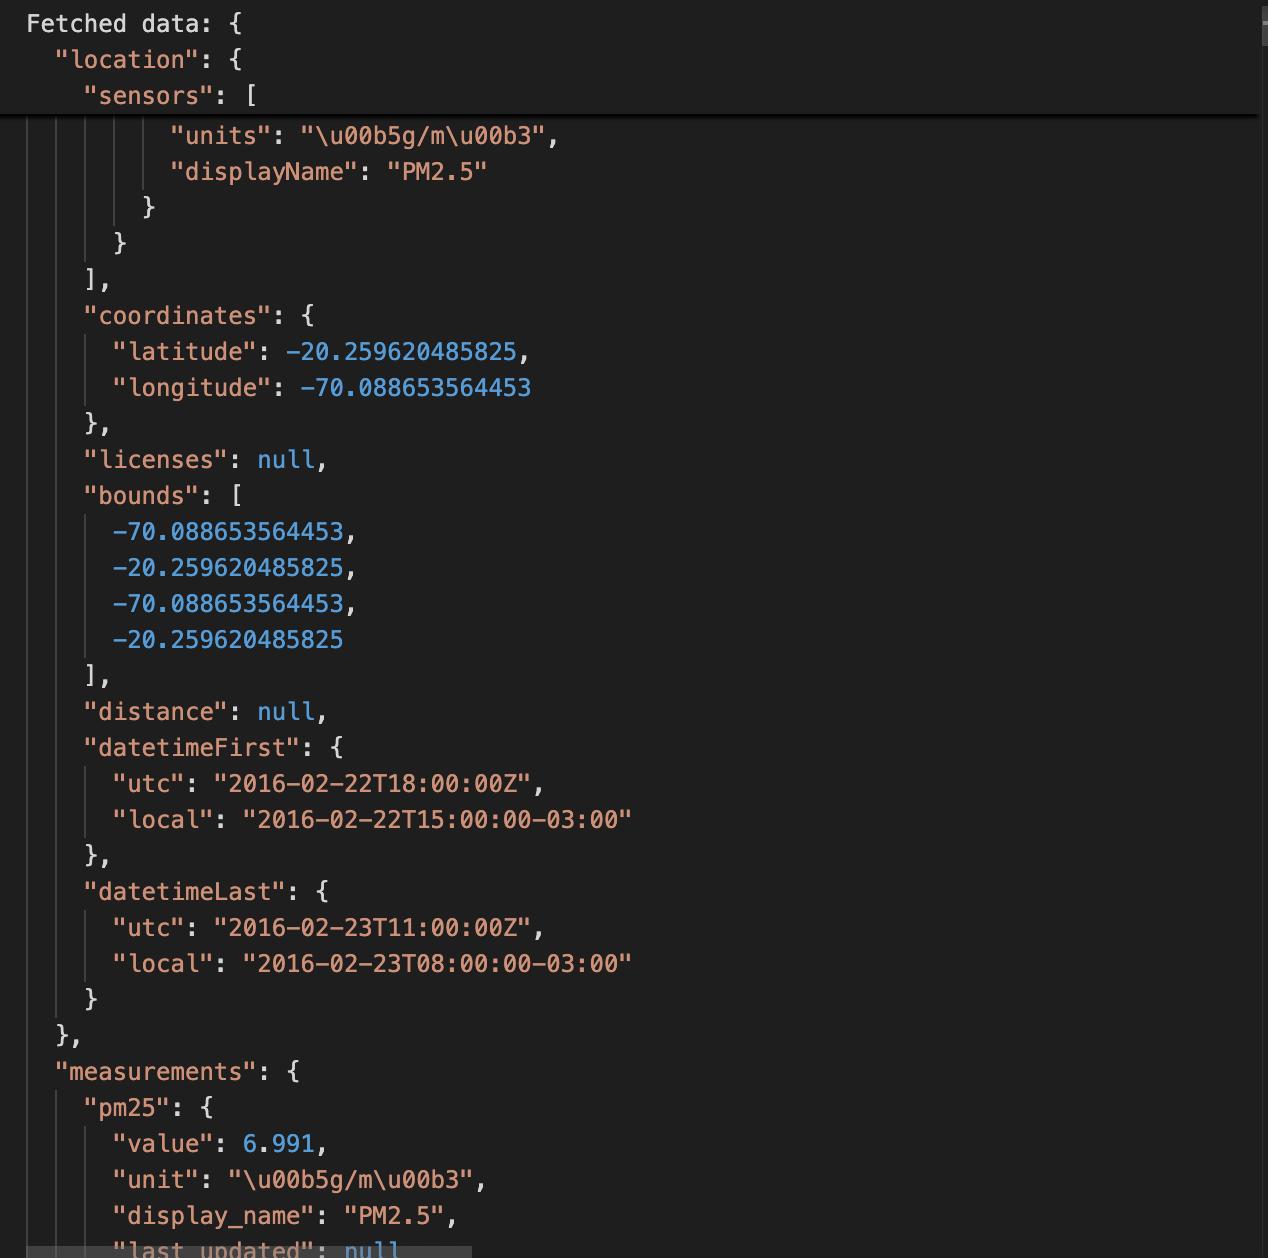 Fetched data: {
"location": {
"sensors": [
"units": "\u00b5g/m\u00b3",
"displayName": "PM2.5"
}
}
],
"coordinates": {
"latitude": -20.259620485825,
"longitude": -70.088653564453
},
"licenses": null,
"bounds": [
-70.088653564453,
-20.259620485825,
-70.088653564453,
-20.259620485825
],
"distance": null,
"datetimeFirst": {
"utc": "2016-02-22T18:00:00Z",
"local": "2016-02-22T15:00:00-03:00"
},
"datetimeLast": {
"utc": "2016-02-23T11:00:00Z",
"local": "2016-02-23T08:00:00-03:00"
}
},
"measurements": {
"pm25": {
"value": 6.991,
"unit": "\u00b5g/m\u00b3",
"display_name": "PM2.5",
"last_updated": null